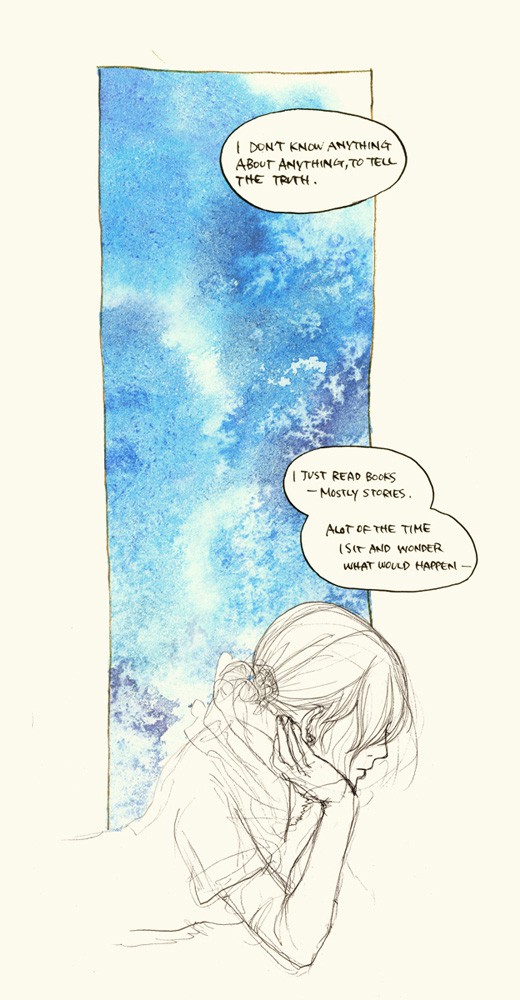 I DON'T KNOW ANYTHING
ABOUT ANYTHING, TO TELL
THE TRUTH.
I JUST READ BOOKS
— MOSTLY STORIES.
ALOT OF THE TIME
I SIT AND WONDER
WHAT WOULD HAPPEN —